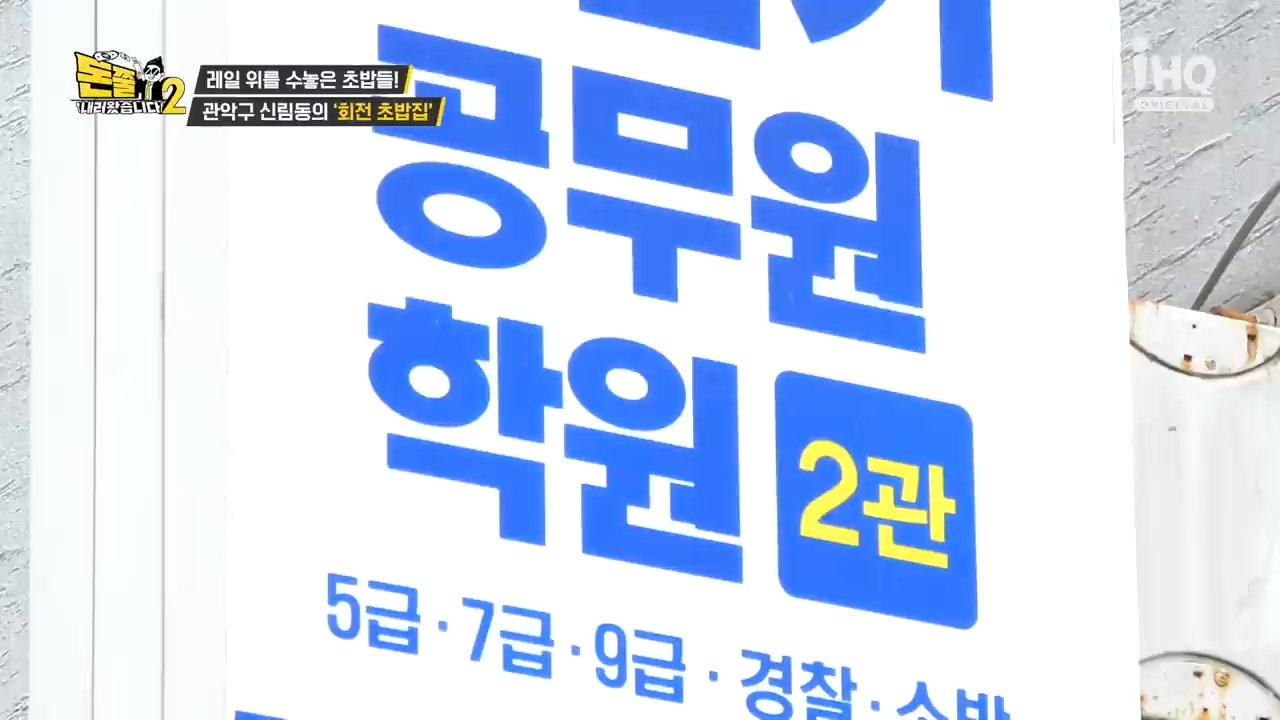 돈쭐
내러왔습니다 2
레일 위를 수놓은 초밥들!
관악구 신림동의 '회전 초밥집'
iHQ
ORIGINAL
공무원
학원 2관
5급·7급·9급·경찰·소방